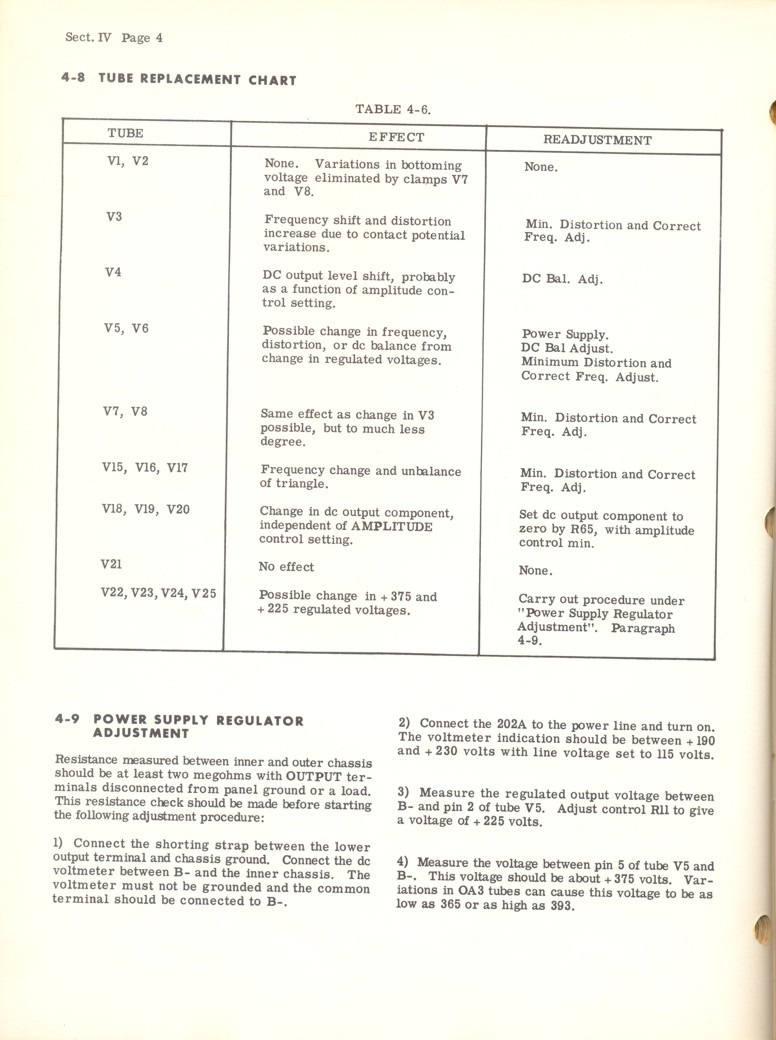 Sect. IV Page 4
4-8 TUBE REPLACEMENT CHART
TABLE 4-6.
TUBE
EFFECT
READJUSTMENT
V1, V2
None. Variations in bottoming
voltage eliminated by clamps V7
and V8.
None.
V3
Frequency shift and distortion
increase due to contact potential
variations.
Min. Distortion and Correct
Freq. Adj.
V4
DC output level shift, probably
as a function of amplitude con-
trol setting.
DC Bal. Adj.
V5, V6
Possible change in frequency,
distortion, or dc balance from
change in regulated voltages.
Power Supply.
DC Bal Adjust.
Minimum Distortion and
Correct Freq. Adjust.
V7, V8
Same effect as change in V3
possible, but to much less
degree.
Min. Distortion and Correct
Freq. Adj.
V15, V16, V17
Frequency change and unbalance
of triangle.
Min. Distortion and Correct
Freq. Adj.
V18, V19, V20
Change in dc output component,
independent of AMPLITUDE
control setting.
Set dc output component to
zero by R65, with amplitude
control min.
V21
No effect
None.
V22, V23, V24, V25
Possible change in + 375 and
+ 225 regulated voltages.
Carry out procedure under
"Power Supply Regulator
Adjustment". Paragraph
4-9.
4-9 POWER SUPPLY REGULATOR
ADJUSTMENT
Resistance measured between inner and outer chassis
should be at least two megohms with OUTPUT ter-
minals disconnected from panel ground or a load.
This resistance check should be made before starting
the following adjustment procedure:
1) Connect the shorting strap between the lower
output terminal and chassis ground. Connect the dc
voltmeter between B- and the inner chassis. The
voltmeter must not be grounded and the common
terminal should be connected to B-.
2) Connect the 202A to the power line and turn on.
The voltmeter indication should be between + 190
and + 230 volts with line voltage set to 115 volts.
3) Measure the regulated output voltage between
B- and pin 2 of tube V5. Adjust control R11 to give
a voltage of + 225 volts.
4) Measure the voltage between pin 5 of tube V5 and
B-. This voltage should be about + 375 volts. Var-
iations in OA3 tubes can cause this voltage to be as
low as 365 or as high as 393.